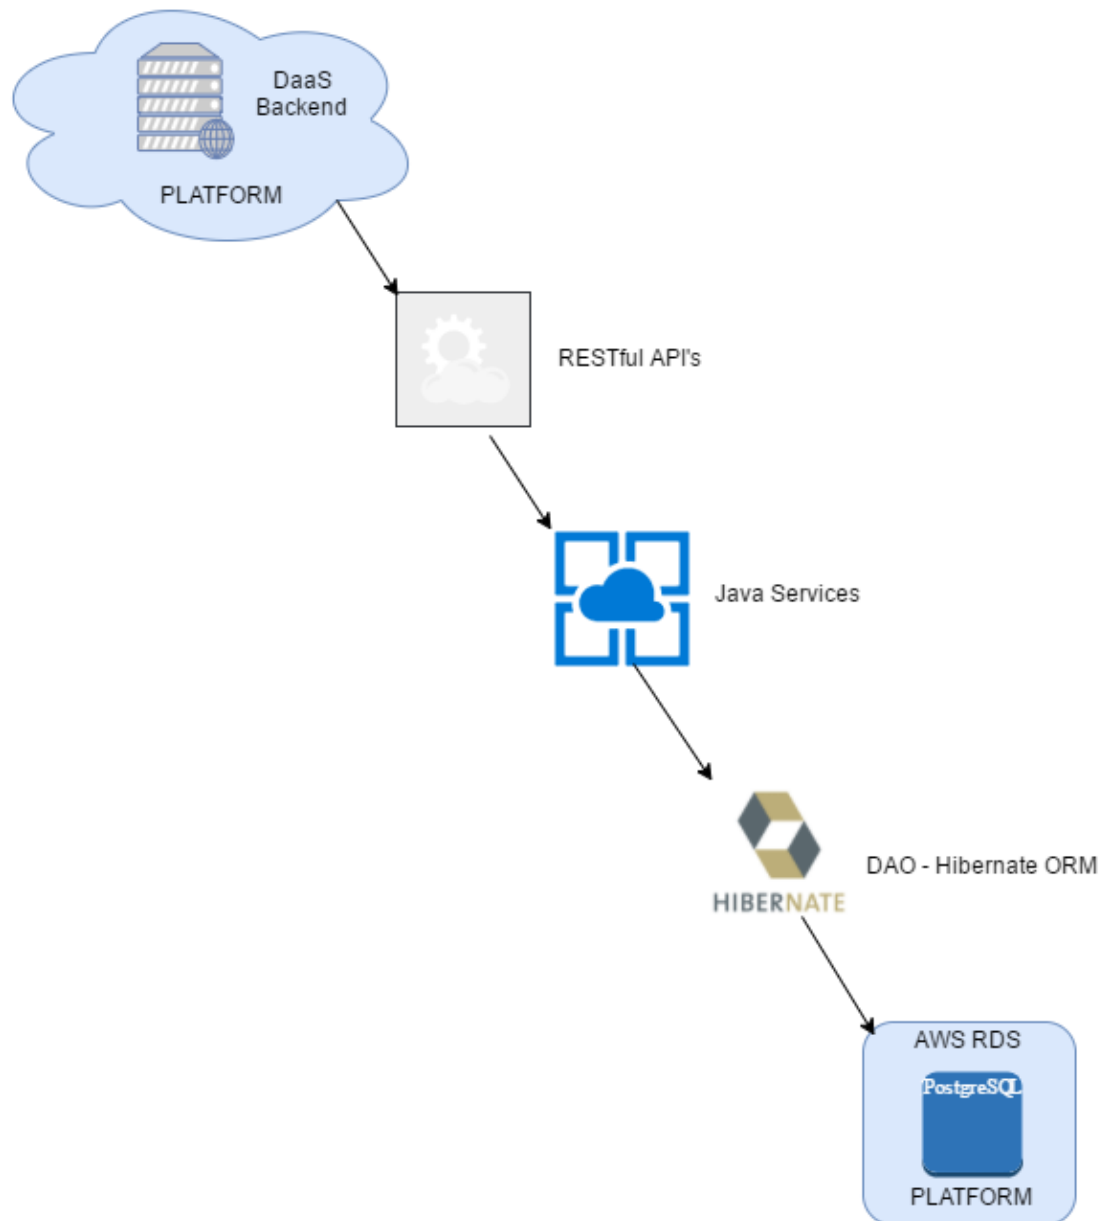 DaaS
Backend
PLATFORM
RESTful API's
Java Services
HIBERNATE
DAO - Hibernate ORM
AWS RDS
PostgreSQL
PLATFORM